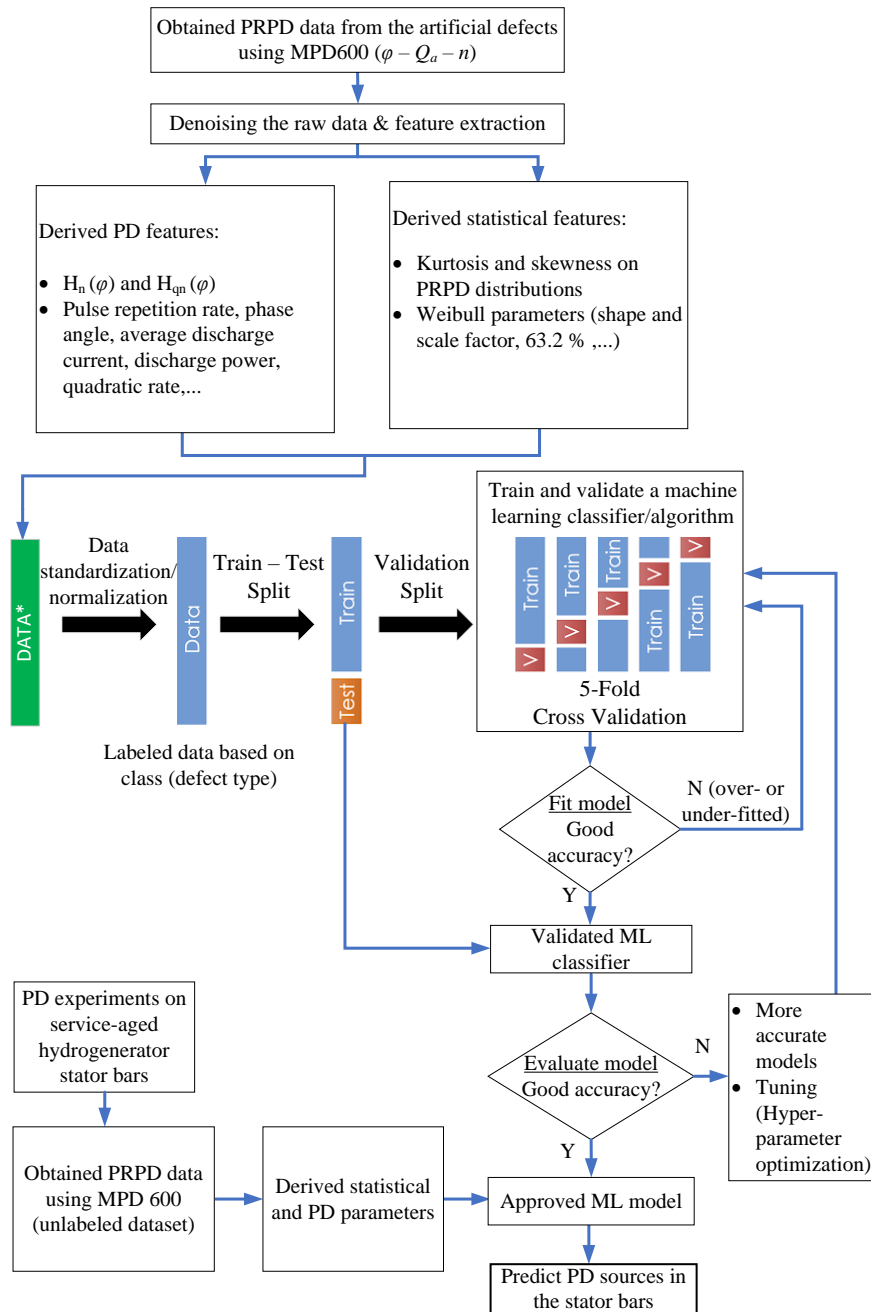 Obtained PRPD data from the artificial defects
using MPD600 (φ – Qa – n)
Denoising the raw data & feature extraction
Derived PD features:
• Hn (φ) and Hqn (φ)
• Pulse repetition rate, phase
angle, average discharge
current, discharge power,
quadratic rate,...
Derived statistical features:
• Kurtosis and skewness on
PRPD distributions
• Weibull parameters (shape and
scale factor, 63.2 % ,...)
DATA*
Data
standardization/
normalization
Data
Labeled data based on
class (defect type)
Train – Test
Split
Train
Test
Validation
Split
Train and validate a machine
learning classifier/algorithm
Train
V
Train
V
Train
V
V
Train
V
Train
5-Fold
Cross Validation
Fit model
Good
accuracy?
N (over- or
under-fitted)
Y
Validated ML
classifier
Evaluate model
Good accuracy?
N
• More
accurate
models
• Tuning
(Hyper-
parameter
optimization)
Y
PD experiments on
service-aged
hydrogenerator
stator bars
Obtained PRPD data
using MPD 600
(unlabeled dataset)
Derived statistical
and PD parameters
Approved ML model
Predict PD sources in
the stator bars